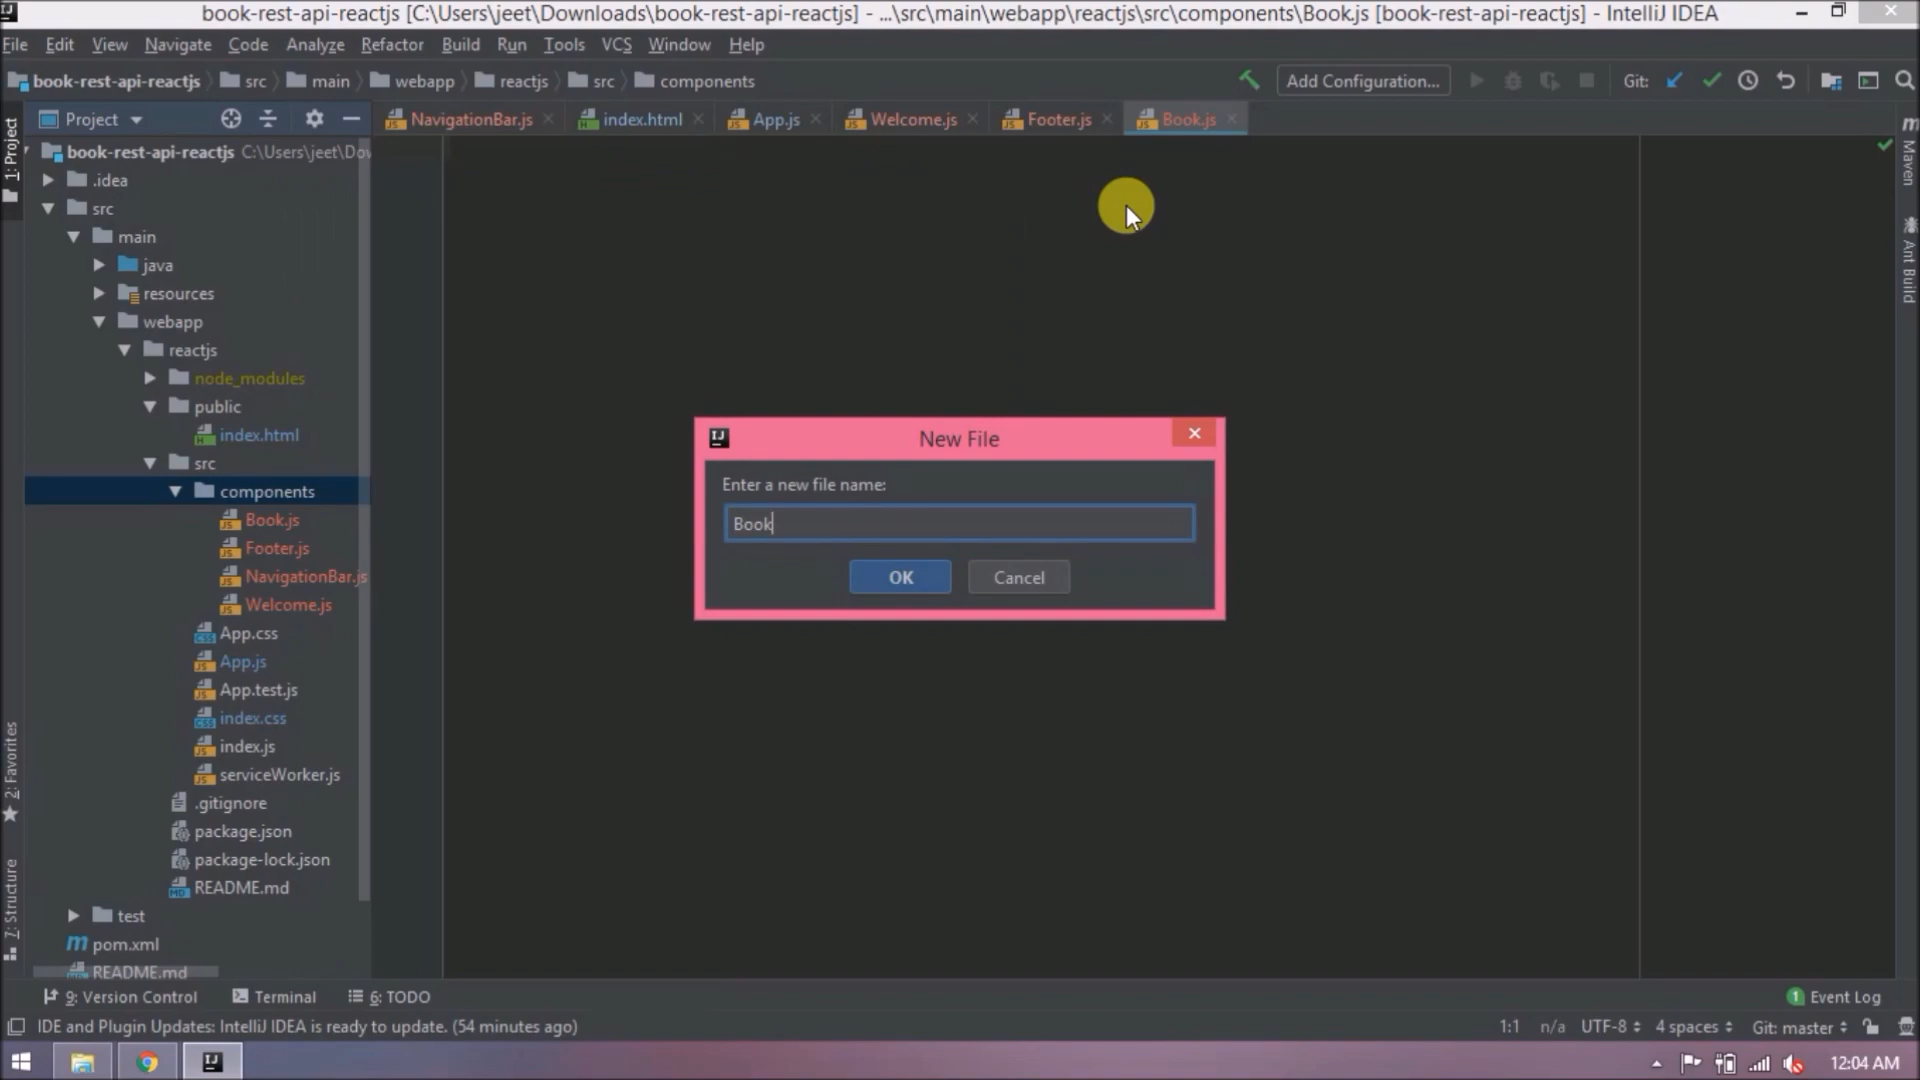 book-rest-api-reactjs [C:\Users\jeet\Downloads\book-rest-api-reactjs] - ...\src\main\webapp\reactjs\src\components\Book.js [book-rest-api-reactjs] - IntelliJ IDEA
File Edit View Navigate Code Analyze Refactor Build Run Tools VCS Window Help
book-rest-api-reactjs src main webapp reactjs src components Add Configuration... Git:
Project NavigationBar.js index.html App.js Welcome.js Footer.js Book.js
1: Project
2: Favorites
7: Structure
Maven
Ant Build
book-rest-api-reactjs C:\Users\jeet\Dov
.idea
src
main
java
resources
webapp
reactjs
node_modules
public
index.html
src
components
Book.js
Footer.js
NavigationBar.js
Welcome.js
App.css
App.js
App.test.js
index.css
index.js
serviceWorker.js
.gitignore
package.json
package-lock.json
README.md
test
pom.xml
README.md
New File
Enter a new file name:
Book
OK Cancel
9: Version Control Terminal 6: TODO 1 Event Log
IDE and Plugin Updates: IntelliJ IDEA is ready to update. (54 minutes ago) 1:1 n/a UTF-8 4 spaces Git: master
12:04 AM